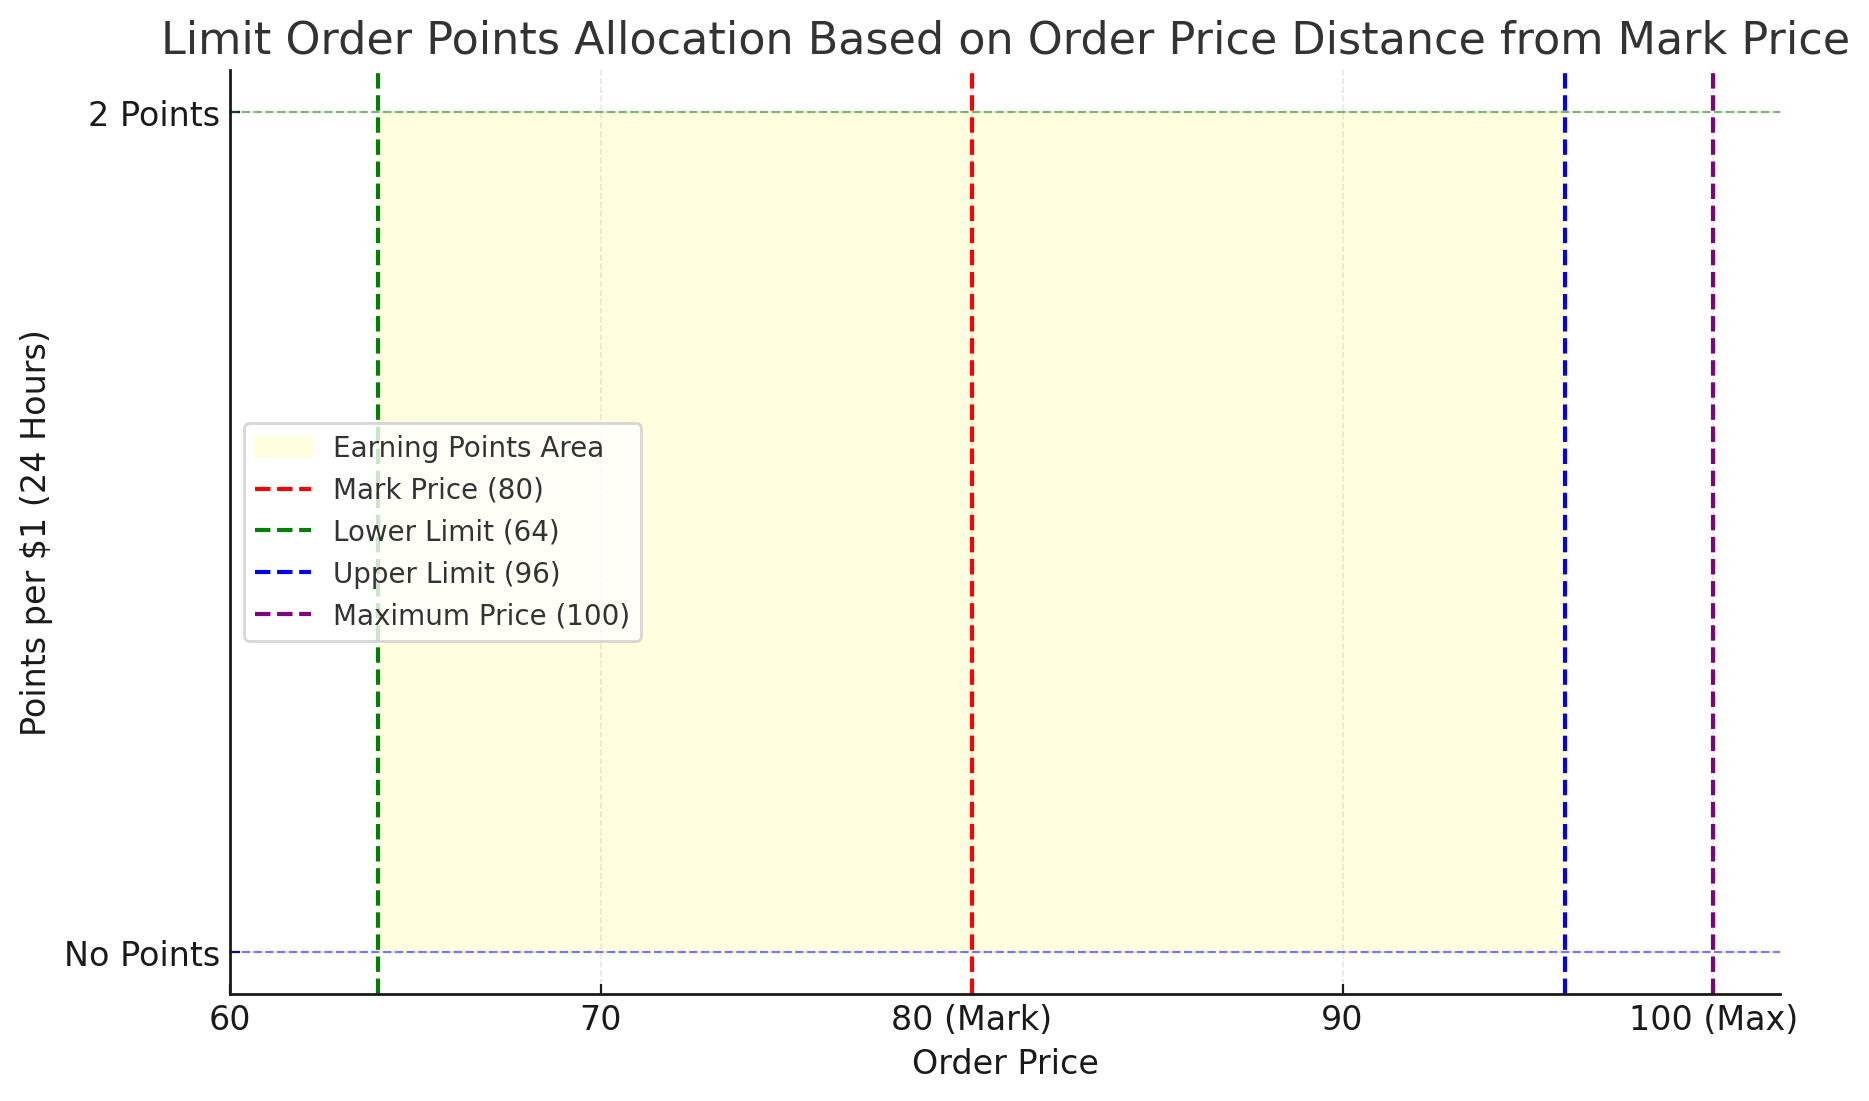 Limit Order Points Allocation Based on Order Price Distance from Mark Price
2 Points
Points per $1 (24 Hours)
Earning Points Area
Mark Price (80)
Lower Limit (64)
Upper Limit (96)
Maximum Price (100)
No Points
60
70
80 (Mark)
90
100 (Max)
Order Price